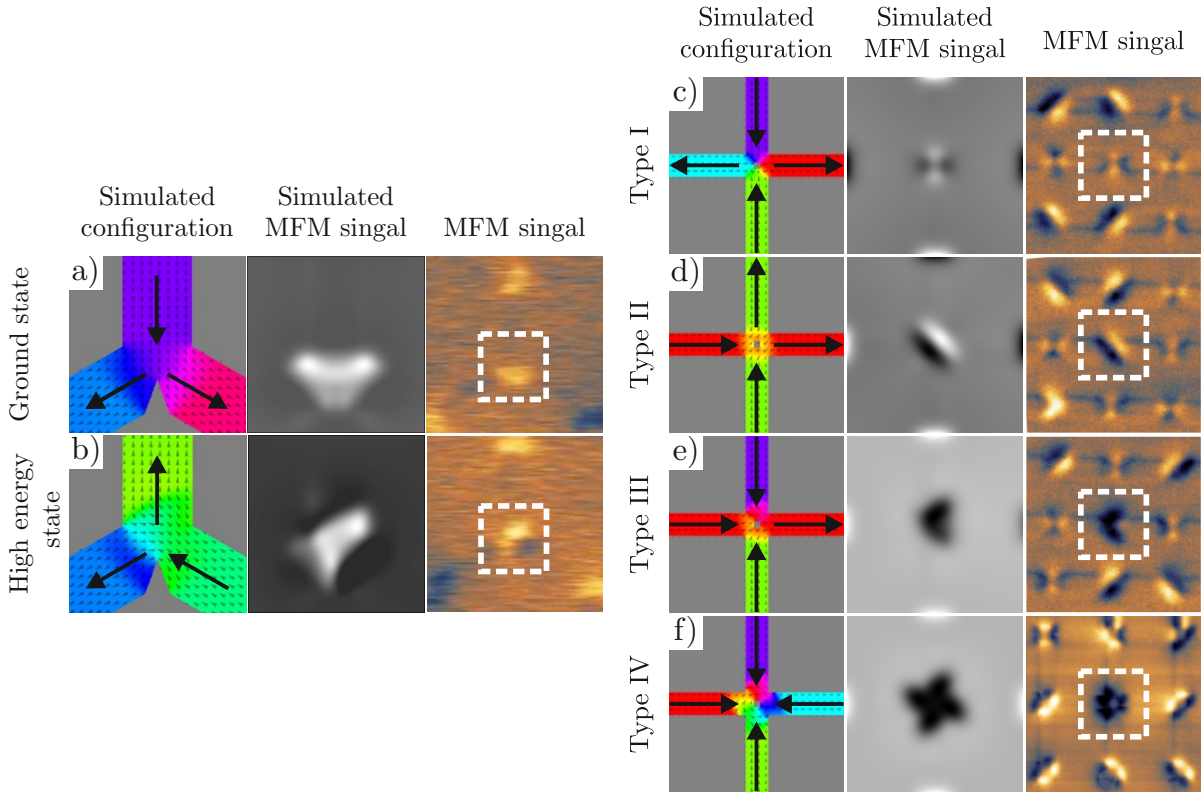 Simulated
configuration
Simulated
MFM singal
MFM singal
Ground state
a)
High energy
state
b)
Simulated
configuration
Simulated
MFM singal
MFM singal
Type I
c)
Type II
d)
Type III
e)
Type IV
f)